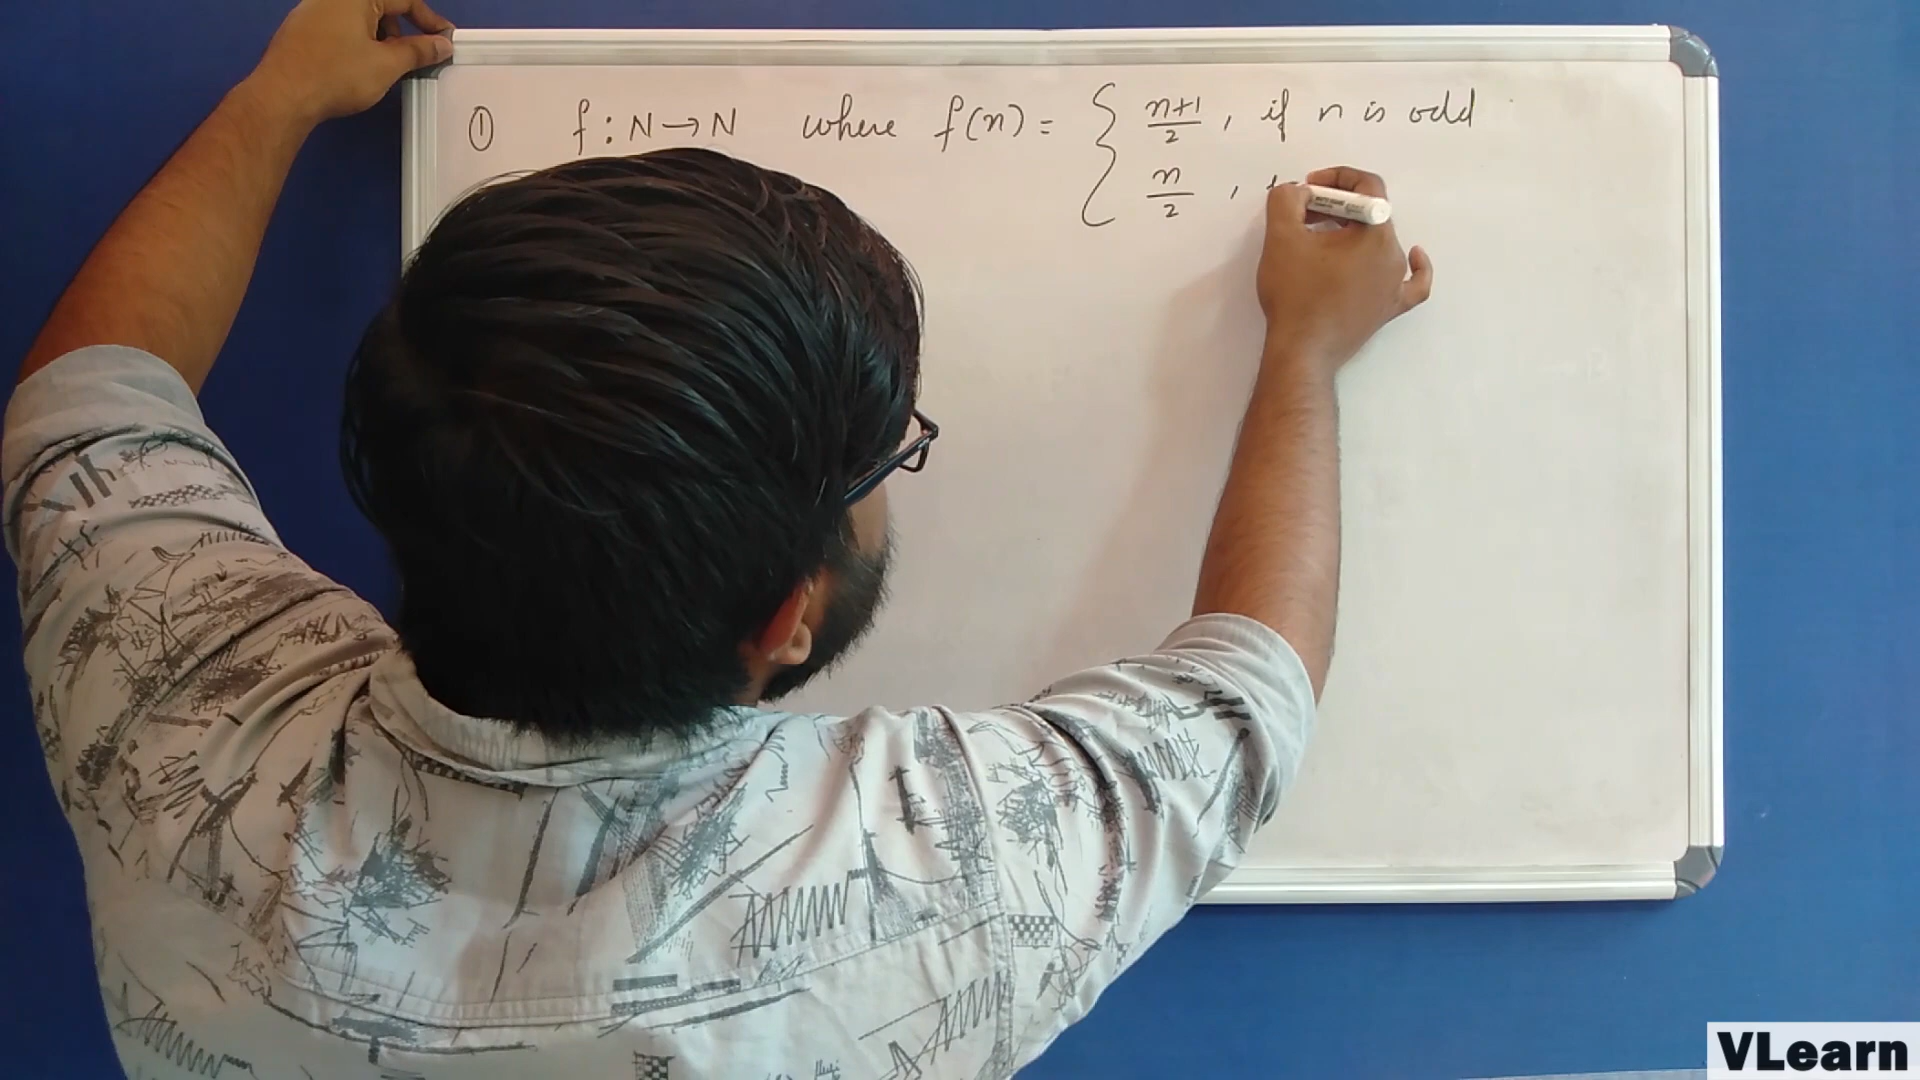 ① f : N → N where f(n) = { n+1/2, if n is odd
n/2,
VLearn